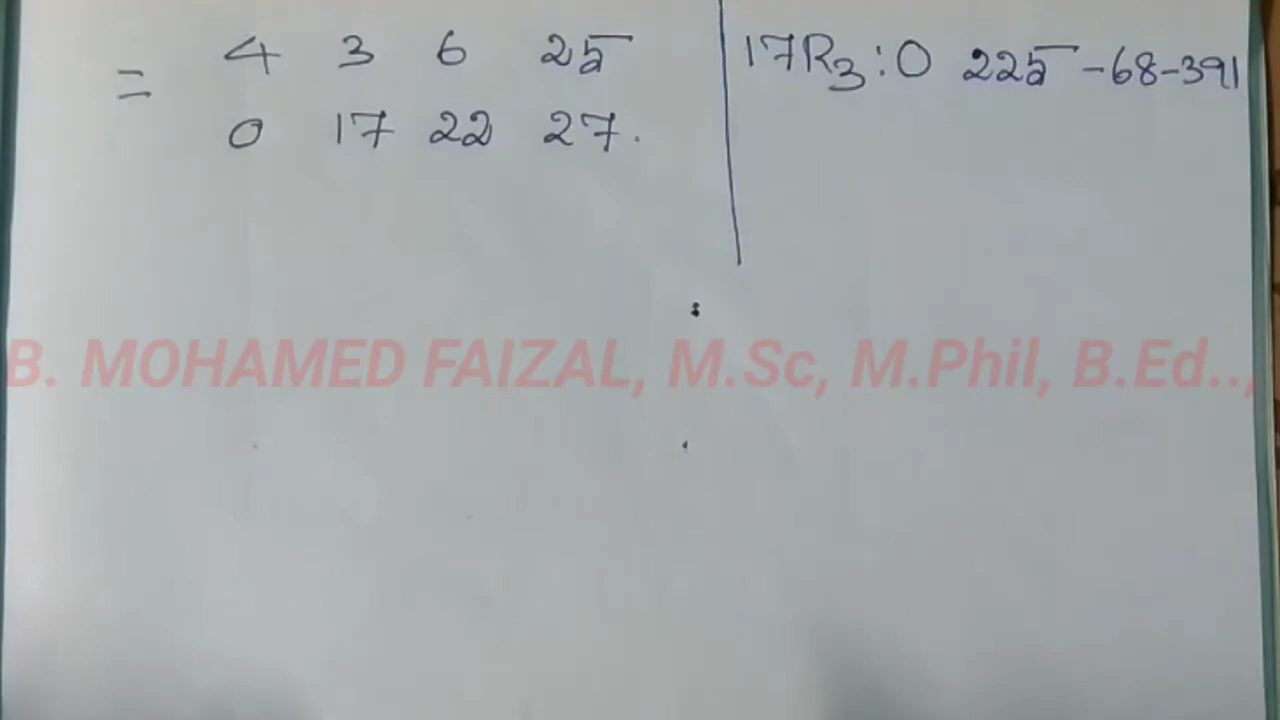 = 4 3 6 25
0 17 22 27.
17R3 : 0 225 -68 -391
B. MOHAMED FAIZAL, M.Sc, M.Phil, B.Ed..,